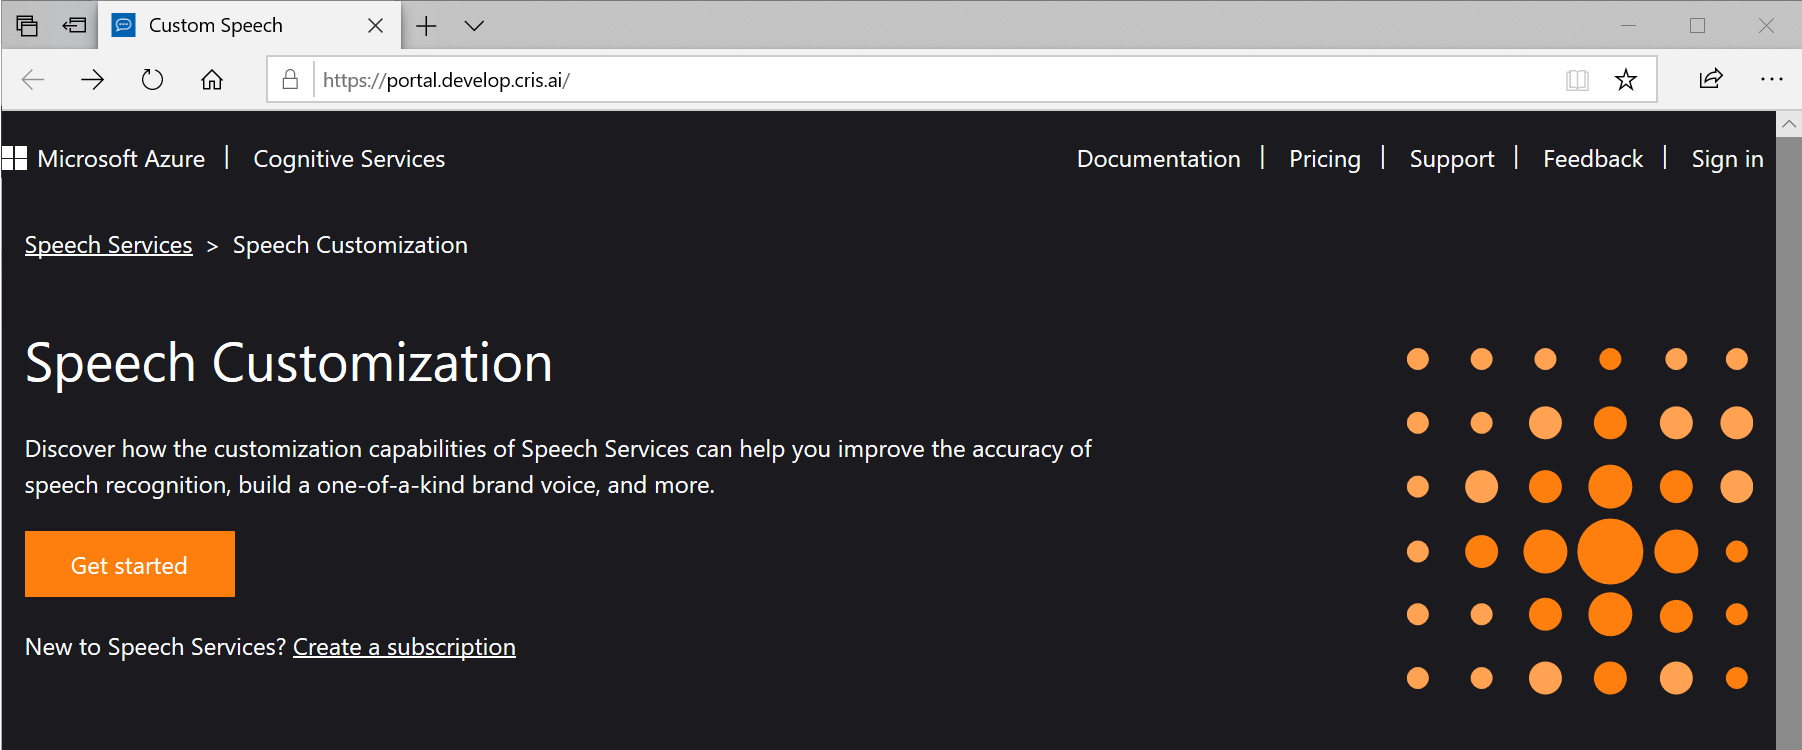 Custom Speech
https://portal.develop.cris.ai/
Microsoft Azure | Cognitive Services
Documentation | Pricing | Support | Feedback | Sign in
Speech Services > Speech Customization
Speech Customization
Discover how the customization capabilities of Speech Services can help you improve the accuracy of
speech recognition, build a one-of-a-kind brand voice, and more.
Get started
New to Speech Services? Create a subscription